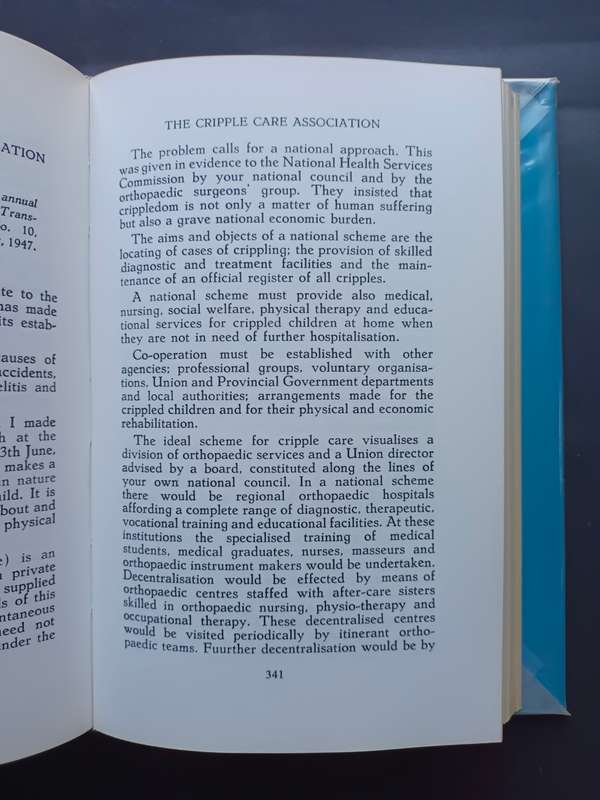 ATION
annual
Trans-
o. 10,
, 1947.
te to the
has made
its estab-
auses of
accidents,
elitis and
I made
h at the
3th June,
makes a
n nature
ild. It is
bout and
physical
e) is an
private
supplied
s of this
ntaneous
need not
under the
THE CRIPPLE CARE ASSOCIATION
The problem calls for a national approach. This
was given in evidence to the National Health Services
Commission by your national council and by the
orthopaedic surgeons' group. They insisted that
crippledom is not only a matter of human suffering
but also a grave national economic burden.
The aims and objects of a national scheme are the
locating of cases of crippling; the provision of skilled
diagnostic and treatment facilities and the main-
tenance of an official register of all cripples.
A national scheme must provide also medical,
nursing, social welfare, physical therapy and educa-
tional services for crippled children at home when
they are not in need of further hospitalisation.
Co-operation must be established with other
agencies; professional groups, voluntary organisa-
tions, Union and Provincial Government departments
and local authorities; arrangements made for the
crippled children and for their physical and economic
rehabilitation.
The ideal scheme for cripple care visualises a
division of orthopaedic services and a Union director
advised by a board, constituted along the lines of
your own national council. In a national scheme
there would be regional orthopaedic hospitals
affording a complete range of diagnostic, therapeutic,
vocational training and educational facilities. At these
institutions the specialised training of medical
students, medical graduates, nurses, masseurs and
orthopaedic instrument makers would be undertaken.
Decentralisation would be effected by means of
orthopaedic centres staffed with after-care sisters
skilled in orthopaedic nursing, physio-therapy and
occupational therapy. These decentralised centres
would be visited periodically by itinerant ortho-
paedic teams. Fuurther decentralisation would be by
341